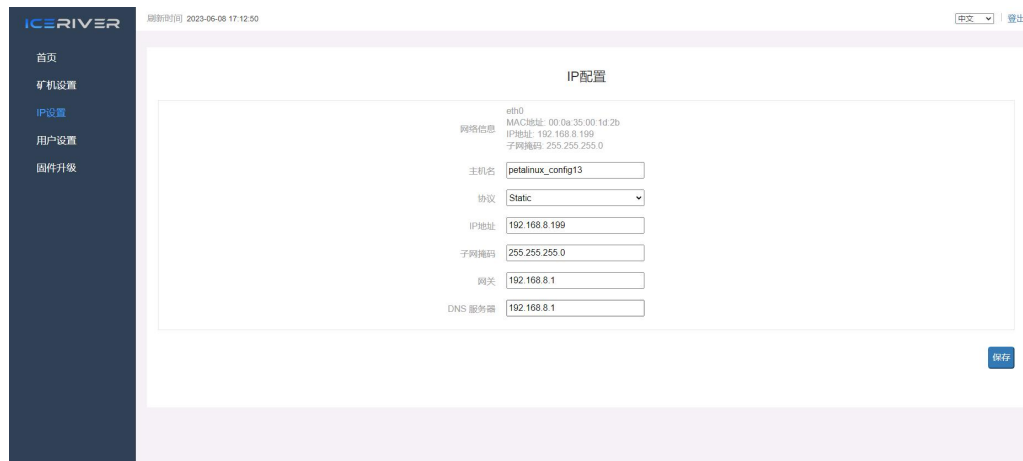 ICERIVER
刷新时间 2023-06-08 17:12:50
中文
登出
首页
矿机设置
IP设置
用户设置
固件升级
IP配置
网络信息
eth0
MAC地址: 00:0a:35:00:1d:2b
IP地址: 192.168.8.199
子网掩码: 255.255.255.0
主机名 petalinux_config13
协议 Static
IP地址 192.168.8.199
子网掩码 255.255.255.0
网关 192.168.8.1
DNS 服务器 192.168.8.1
保存